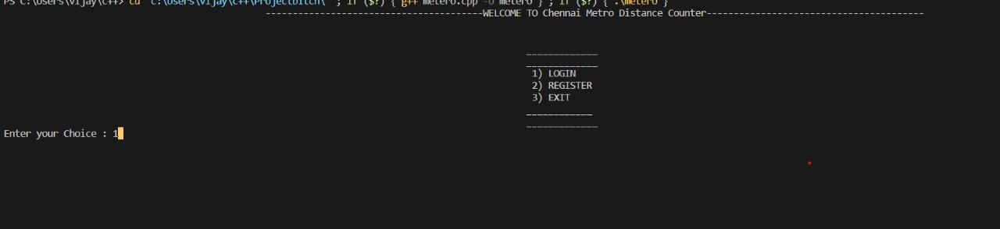 PS C:\Users\vijay\c++> cd "c:\Users\vijay\c++\Projectbitch\" ; if ($?) { g++ metero.cpp -o metero } ; if ($?) { .\metero }
----------------------------------------WELCOME TO Chennai Metro Distance Counter----------------------------------------
_____________
_____________
1) LOGIN
2) REGISTER
3) EXIT
____________
_____________
Enter your Choice : 1